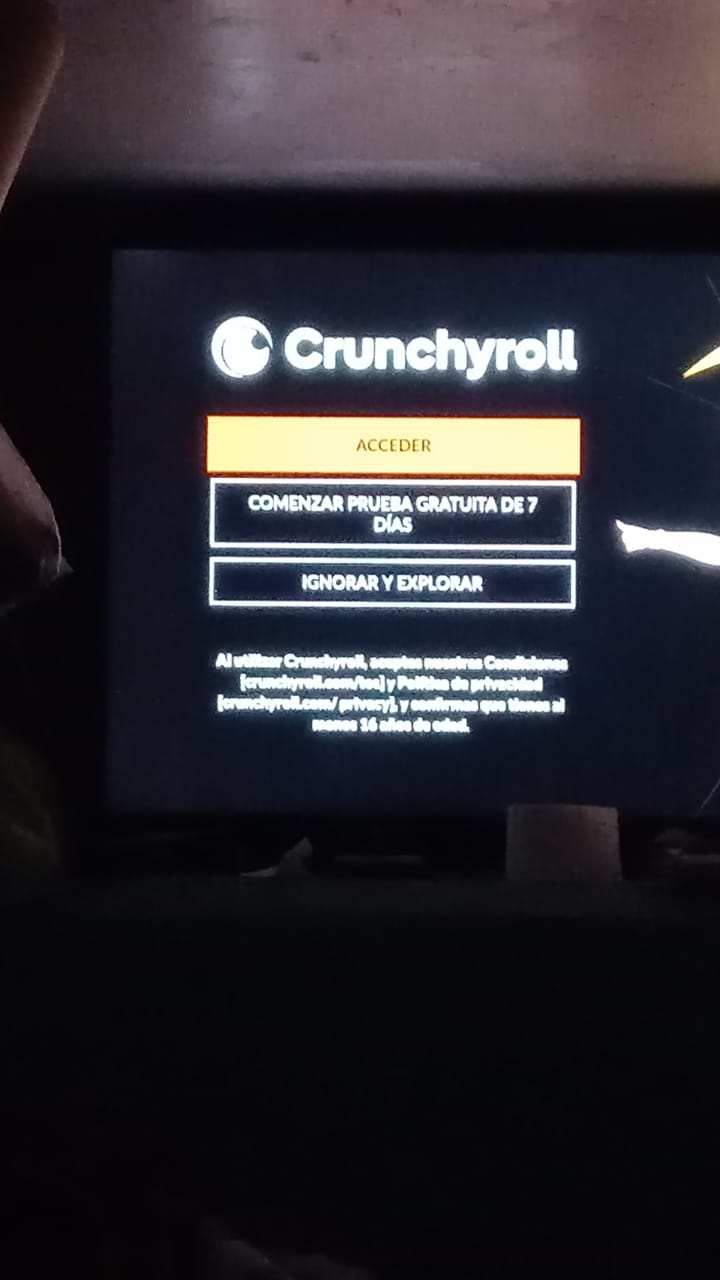 Crunchyroll
ACCEDER
COMENZAR PRUEBA GRATUITA DE 7
DÍAS
IGNORAR Y EXPLORAR
Al utilizar Crunchyroll, aceptas nuestras Condiciones
[crunchyroll.com/tos] y Política de privacidad
[crunchyroll.com/ privacy], y confirmas que tienes al
menos 16 años de edad.